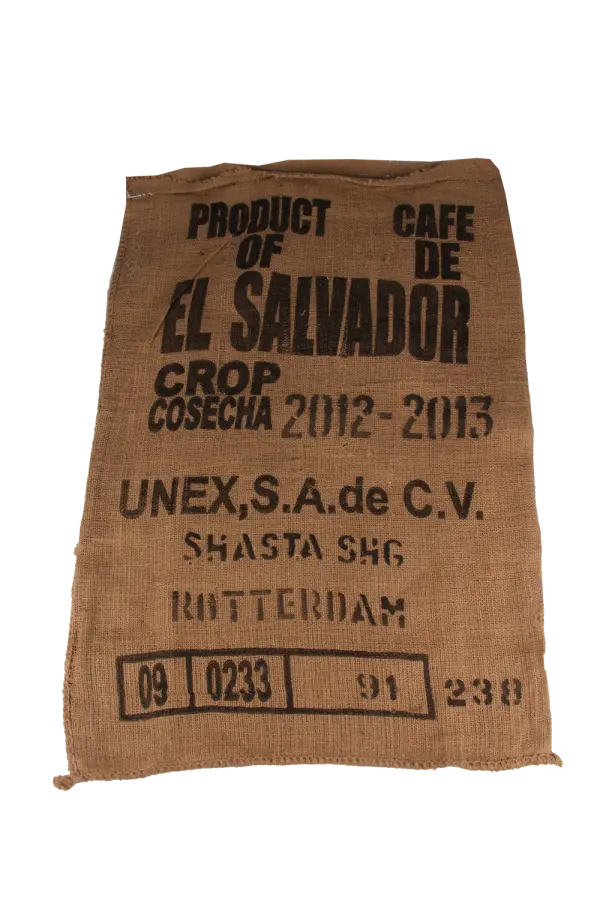 PRODUCT CAFE
OF DE
EL SALVADOR
CROP
COSECHA 2012-2013
UNEX,S.A.de C.V.
SHASTA SHG
ROTTERDAM
09 0233 91 238